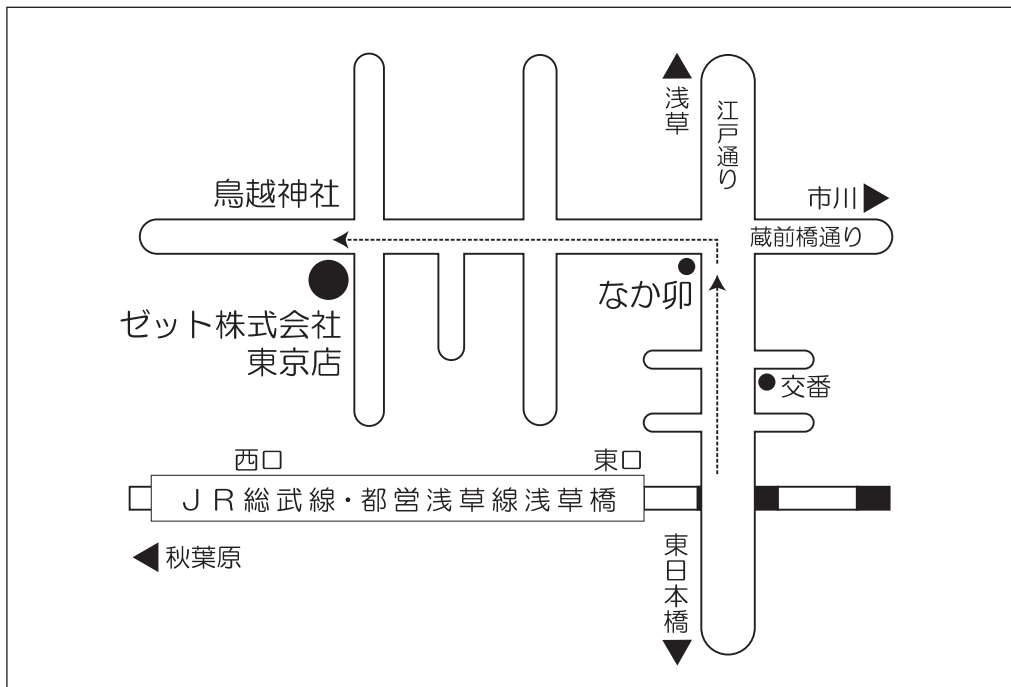 浅草
江戸通り
鳥越神社
市川
蔵前橋通り
なか卯
ゼット株式会社
東京店
交番
西口
東口
JR総武線・都営浅草線浅草橋
秋葉原
東日本橋